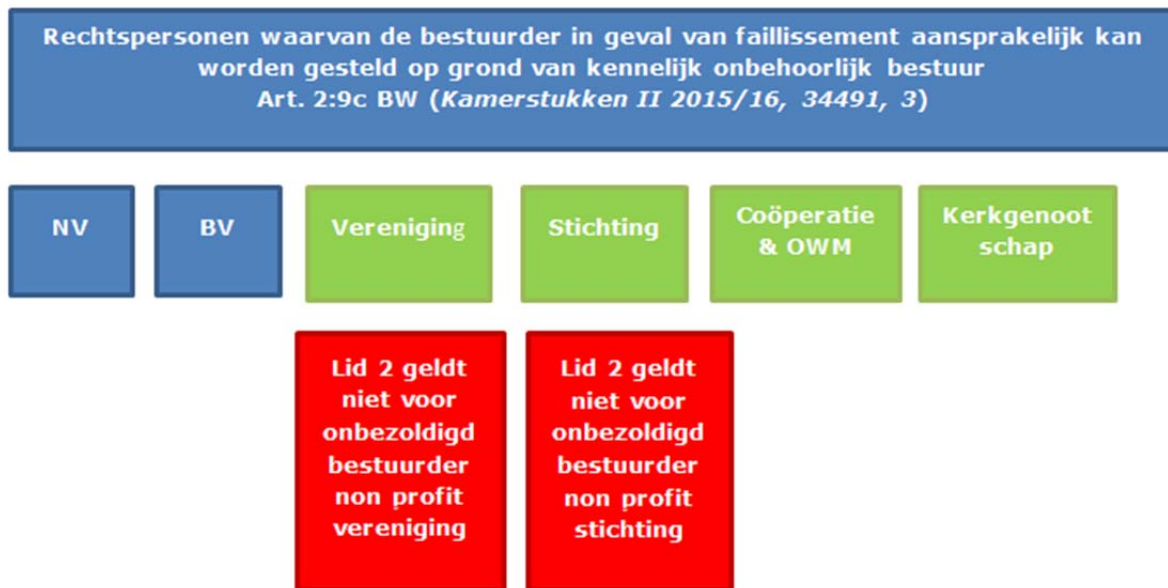 Rechtspersonen waarvan de bestuurder in geval van faillissement aansprakelijk kan
worden gesteld op grond van kennelijk onbehoorlijk bestuur
Art. 2:9c BW (Kamerstukken II 2015/16, 34491, 3)
NV
BV
Vereniging
Stichting
Coöperatie
& OWM
Kerkgenoot
schap
Lid 2 geldt
niet voor
onbezoldigd
bestuurder
non profit
vereniging
Lid 2 geldt
niet voor
onbezoldigd
bestuurder
non profit
stichting